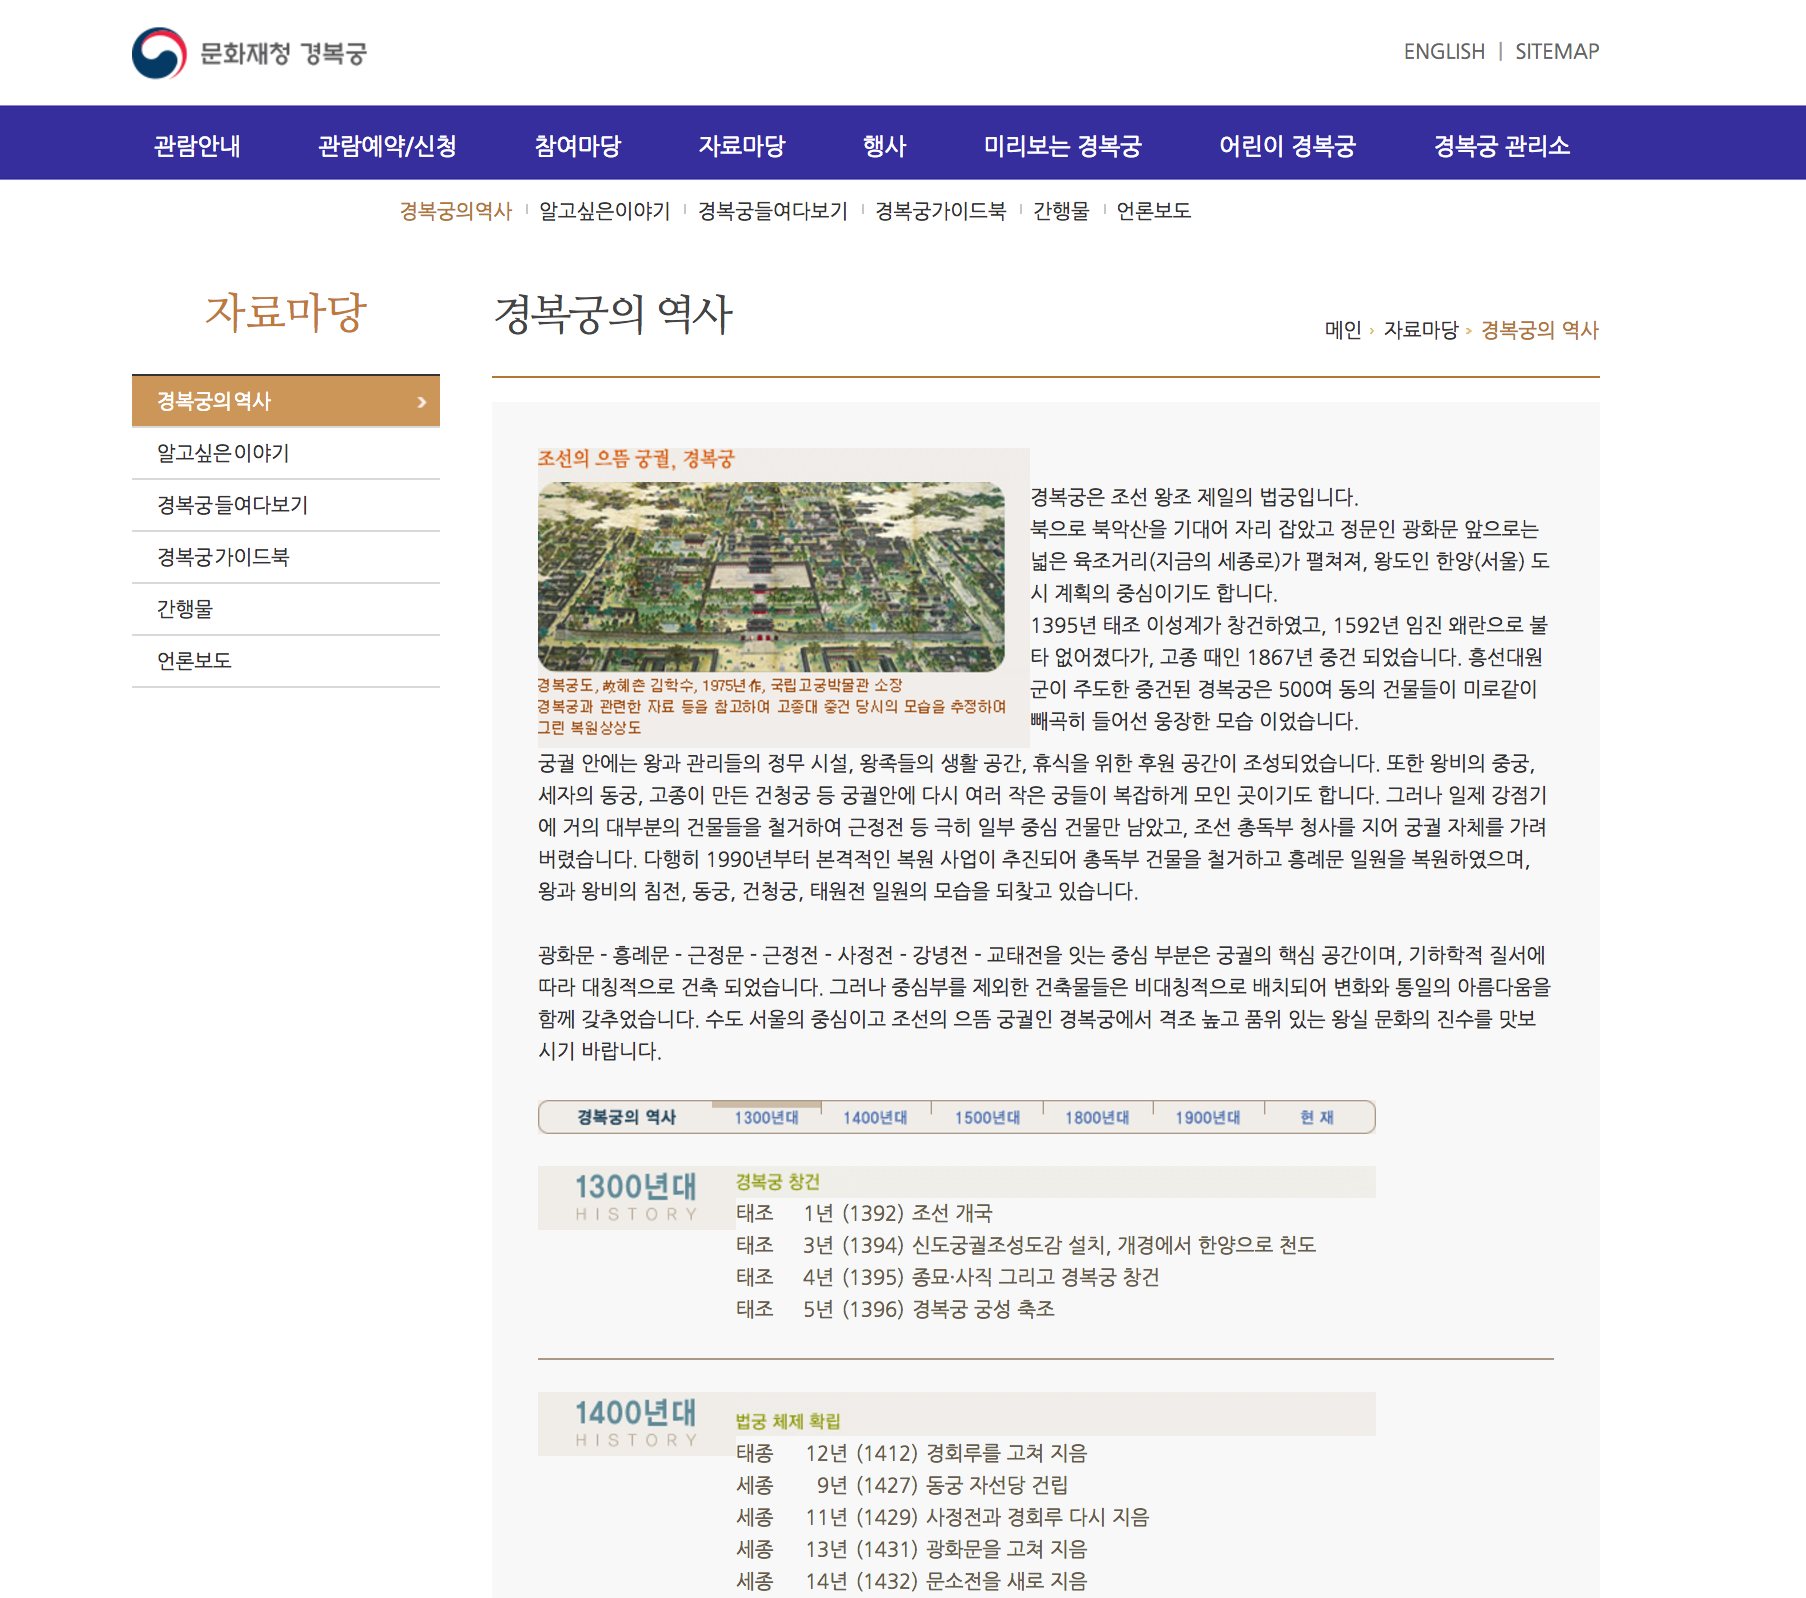 문화재청 경복궁
ENGLISH | SITEMAP
관람안내 관람예약/신청 참여마당 자료마당 행사 미리보는 경복궁 어린이 경복궁 경복궁 관리소
경복궁의역사 알고싶은이야기 경복궁들여다보기 경복궁가이드북 간행물 언론보도
자료마당
경복궁의역사
알고싶은이야기
경복궁들여다보기
경복궁가이드북
간행물
언론보도
경복궁의 역사
메인 › 자료마당 › 경복궁의 역사
조선의 으뜸 궁궐, 경복궁
경복궁도, 故혜촌 김학수, 1975년作, 국립고궁박물관 소장
경복궁과 관련한 자료 등을 참고하여 고종대 중건 당시의 모습을 추정하여
그린 복원상상도
경복궁은 조선 왕조 제일의 법궁입니다.
북으로 북악산을 기대어 자리 잡았고 정문인 광화문 앞으로는
넓은 육조거리(지금의 세종로)가 펼쳐져, 왕도인 한양(서울) 도
시 계획의 중심이기도 합니다.
1395년 태조 이성계가 창건하였고, 1592년 임진 왜란으로 불
타 없어졌다가, 고종 때인 1867년 중건 되었습니다. 흥선대원
군이 주도한 중건된 경복궁은 500여 동의 건물들이 미로같이
빼곡히 들어선 웅장한 모습 이었습니다.
궁궐 안에는 왕과 관리들의 정무 시설, 왕족들의 생활 공간, 휴식을 위한 후원 공간이 조성되었습니다. 또한 왕비의 중궁,
세자의 동궁, 고종이 만든 건청궁 등 궁궐안에 다시 여러 작은 궁들이 복잡하게 모인 곳이기도 합니다. 그러나 일제 강점기
에 거의 대부분의 건물들을 철거하여 근정전 등 극히 일부 중심 건물만 남았고, 조선 총독부 청사를 지어 궁궐 자체를 가려
버렸습니다. 다행히 1990년부터 본격적인 복원 사업이 추진되어 총독부 건물을 철거하고 흥례문 일원을 복원하였으며,
왕과 왕비의 침전, 동궁, 건청궁, 태원전 일원의 모습을 되찾고 있습니다.
광화문 - 흥례문 - 근정문 - 근정전 - 사정전 - 강녕전 - 교태전을 잇는 중심 부분은 궁궐의 핵심 공간이며, 기하학적 질서에
따라 대칭적으로 건축 되었습니다. 그러나 중심부를 제외한 건축물들은 비대칭적으로 배치되어 변화와 통일의 아름다움을
함께 갖추었습니다. 수도 서울의 중심이고 조선의 으뜸 궁궐인 경복궁에서 격조 높고 품위 있는 왕실 문화의 진수를 맛보
시기 바랍니다.
경복궁의 역사 1300년대 1400년대 1500년대 1800년대 1900년대 현 재
1300년대
HISTORY
경복궁 창건
태조 1년 (1392) 조선 개국
태조 3년 (1394) 신도궁궐조성도감 설치, 개경에서 한양으로 천도
태조 4년 (1395) 종묘·사직 그리고 경복궁 창건
태조 5년 (1396) 경복궁 궁성 축조
1400년대
HISTORY
법궁 체제 확립
태종 12년 (1412) 경회루를 고쳐 지음
세종 9년 (1427) 동궁 자선당 건립
세종 11년 (1429) 사정전과 경회루 다시 지음
세종 13년 (1431) 광화문을 고쳐 지음
세종 14년 (1432) 문소전을 새로 지음